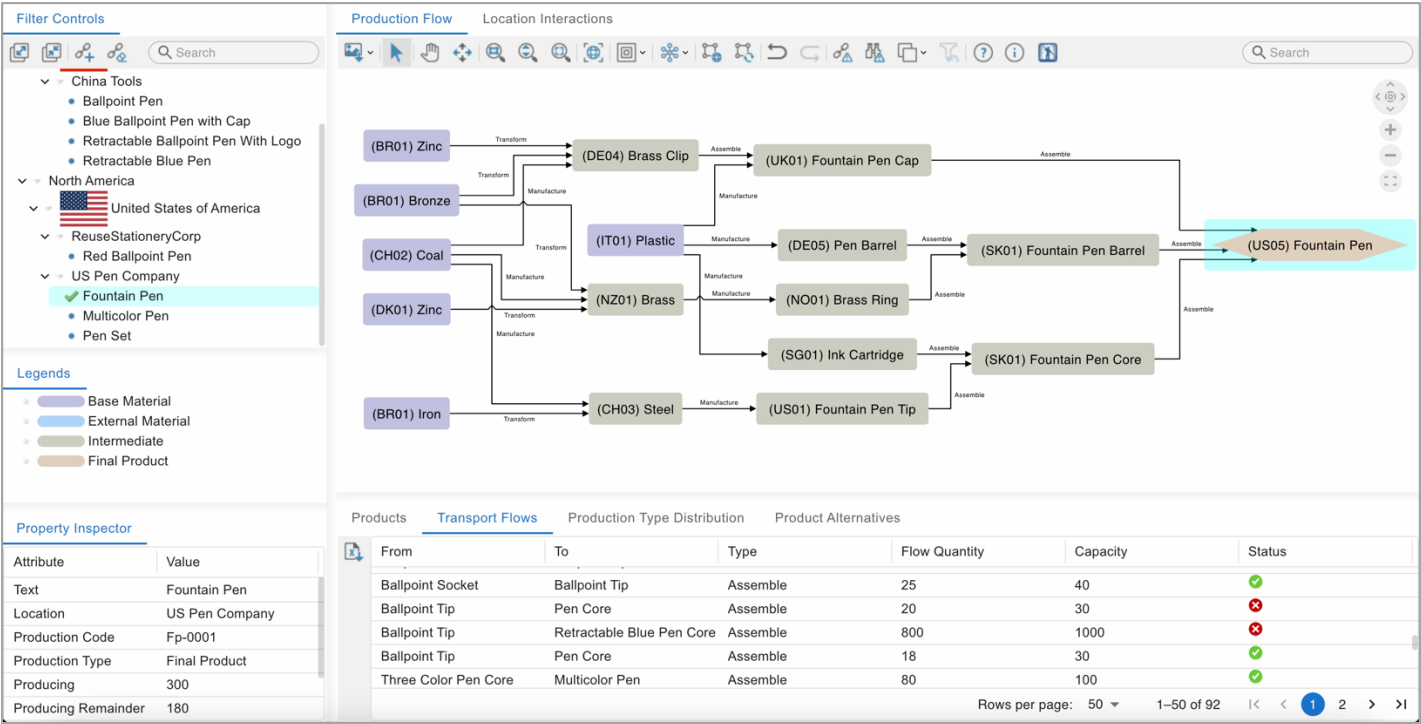 Filter Controls
Search
China Tools
Ballpoint Pen
Blue Ballpoint Pen with Cap
Retractable Ballpoint Pen With Logo
Retractable Blue Pen
North America
United States of America
ReuseStationeryCorp
Red Ballpoint Pen
US Pen Company
Fountain Pen
Multicolor Pen
Pen Set
Legends
Base Material
External Material
Intermediate
Final Product
Property Inspector
Attribute Value
Text Fountain Pen
Location US Pen Company
Production Code Fp-0001
Production Type Final Product
Producing 300
Producing Remainder 180
Production Flow Location Interactions
Search
(BR01) Zinc
Transform
(DE04) Brass Clip
Assemble
(UK01) Fountain Pen Cap
Assemble
Transform
Manufacture
Manufacture
(BR01) Bronze
(IT01) Plastic
Manufacture
(DE05) Pen Barrel
Assemble
(SK01) Fountain Pen Barrel
Assemble
(US05) Fountain Pen
Transform
(CH02) Coal
Manufacture
(NZ01) Brass
Manufacture
(NO01) Brass Ring
Assemble
(DK01) Zinc
Transform
Assemble
Manufacture
(SG01) Ink Cartridge
Assemble
(SK01) Fountain Pen Core
Assemble
(BR01) Iron
Transform
(CH03) Steel
Manufacture
(US01) Fountain Pen Tip
Products Transport Flows Production Type Distribution Product Alternatives
From To Type Flow Quantity Capacity Status
Ballpoint Socket Ballpoint Tip Assemble 25 40
Ballpoint Tip Pen Core Assemble 20 30
Ballpoint Tip Retractable Blue Pen Core Assemble 800 1000
Ballpoint Tip Pen Core Assemble 18 30
Three Color Pen Core Multicolor Pen Assemble 80 100
Rows per page: 50 1–50 of 92 1 2